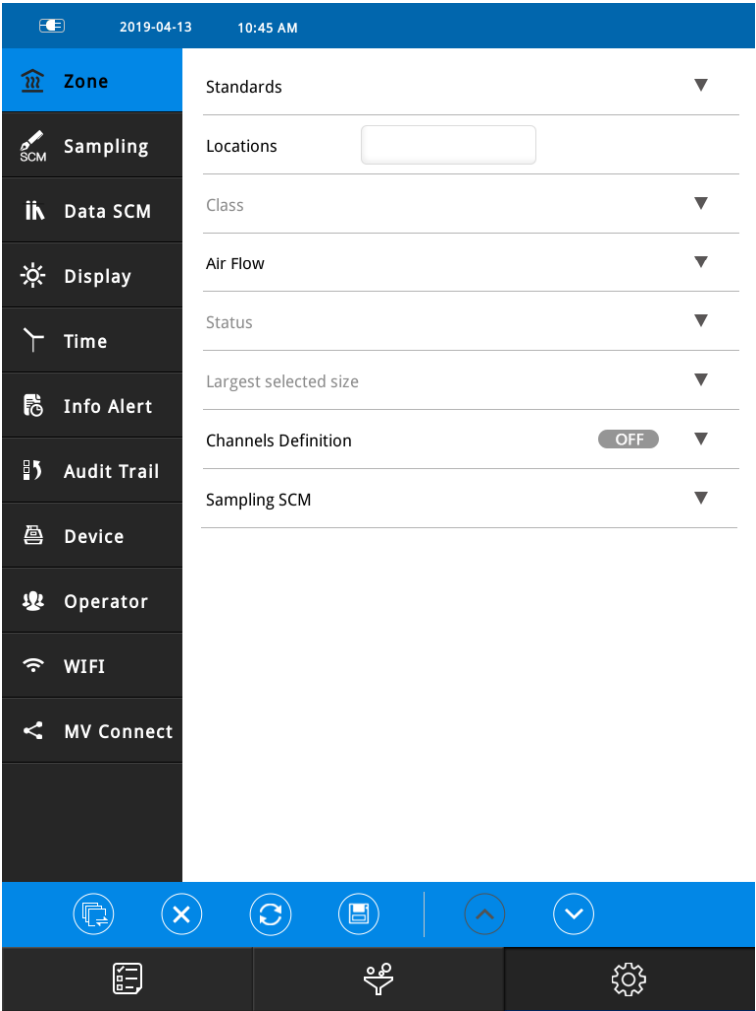 2019-04-13 10:45 AM
Zone
SCM Sampling
Data SCM
Display
Time
Info Alert
Audit Trail
Device
Operator
WIFI
MV Connect
Standards
Locations
Class
Air Flow
Status
Largest selected size
Channels Definition OFF
Sampling SCM